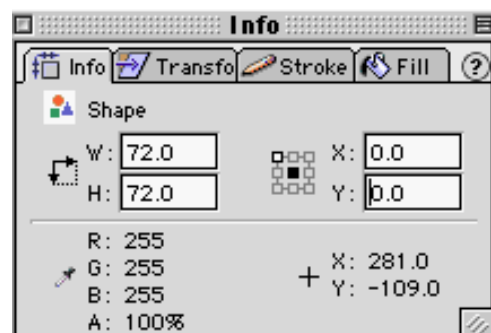 Info
Info Transfo Stroke Fill ?
Shape
W: 72.0 X: 0.0
H: 72.0 Y: 0.0
R: 255
G: 255 X: 281.0
B: 255 Y: -109.0
A: 100%